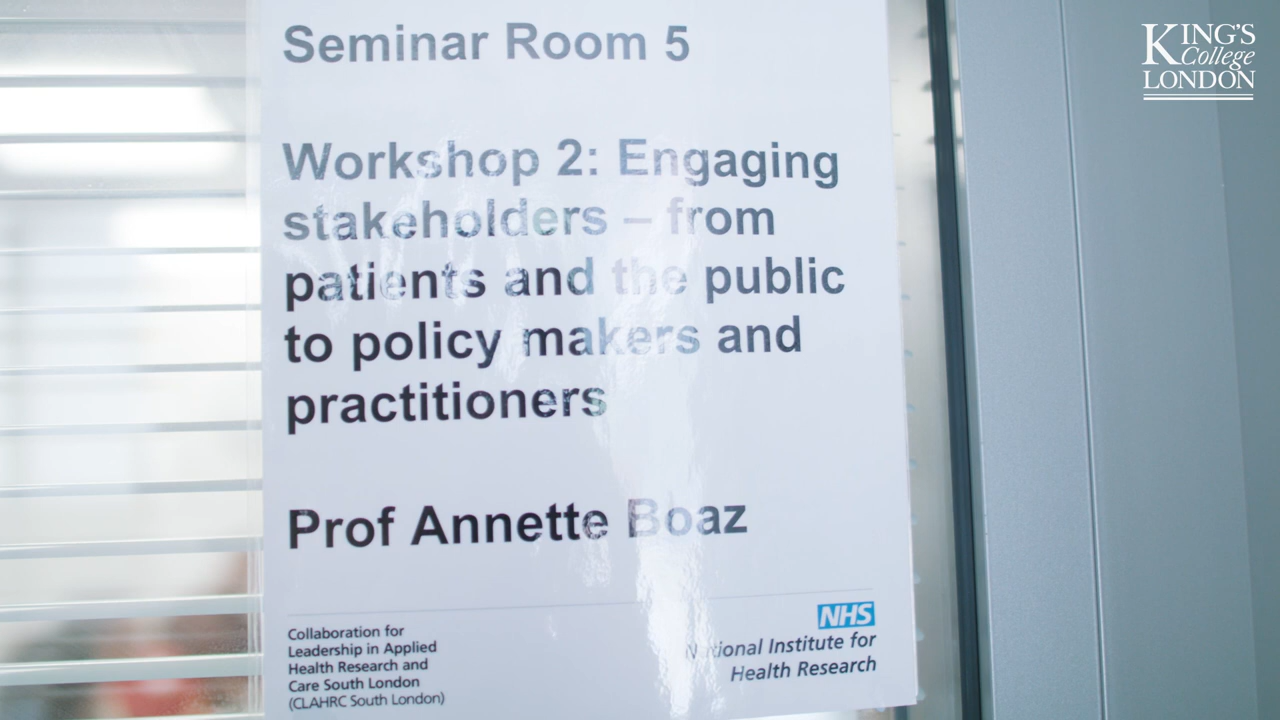 Seminar Room 5
Workshop 2: Engaging
stakeholders – from
patients and the public
to policy makers and
practitioners
Prof Annette Boaz
Collaboration for
Leadership in Applied
Health Research and
Care South London
(CLAHRC South London)
NHS
National Institute for
Health Research
KING'S
College
LONDON